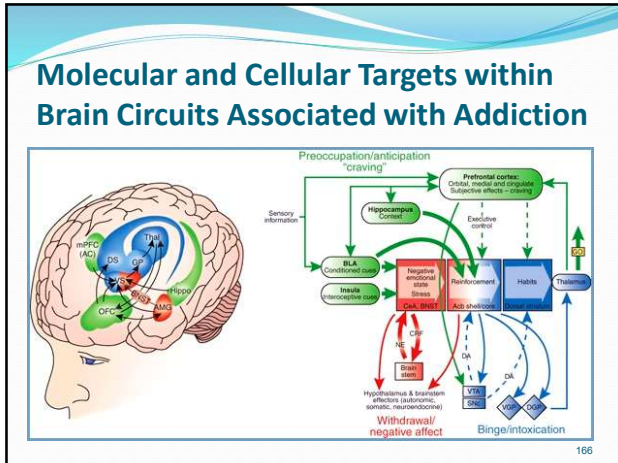 Molecular and Cellular Targets within
Brain Circuits Associated with Addiction
mPFC
(AC)
DS
Thal
GP
VS
BNST
Hippo
OFC
AMG
Preoccupation/anticipation
"craving"
Prefrontal cortex:
Orbital, medial and cingulate
Subjective effects – craving
Sensory
information
Hippocampus
Context
Executive
control
GO
BLA
Conditioned cues
Insula
Interoceptive cues
Negative
emotional
state
Stress
CeA, BNST
Reinforcement
Acb shell/core
Habits
Dorsal striatum
Thalamus
NE
CRF
Brain
stem
DA
DA
Hypothalamus & brainstem
effectors (autonomic,
somatic, neuroendocrine)
VTA
SNc
VGP
DGP
Withdrawal/
negative affect
Binge/intoxication
166